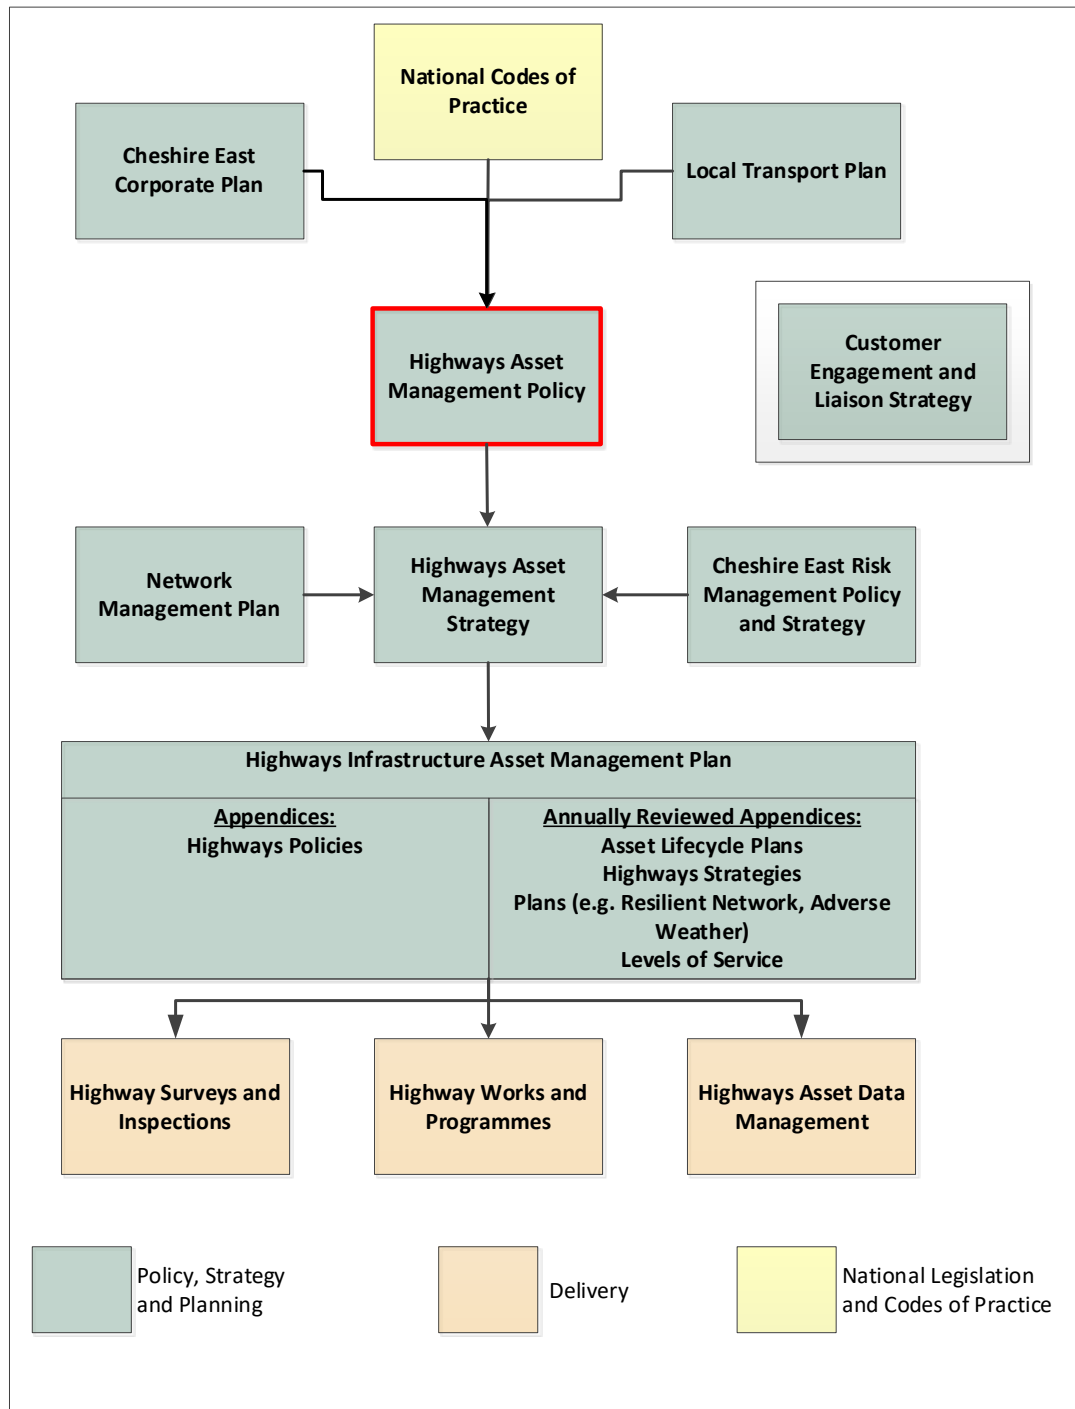 National Codes of
Practice
Cheshire East
Corporate Plan
Local Transport Plan
Highways Asset
Management Policy
Customer
Engagement and
Liaison Strategy
Network
Management Plan
Highways Asset
Management
Strategy
Cheshire East Risk
Management Policy
and Strategy
Highways Infrastructure Asset Management Plan
Appendices:
Highways Policies
Annually Reviewed Appendices:
Asset Lifecycle Plans
Highways Strategies
Plans (e.g. Resilient Network, Adverse
Weather)
Levels of Service
Highway Surveys and
Inspections
Highway Works and
Programmes
Highways Asset Data
Management
Policy, Strategy
and Planning
Delivery
National Legislation
and Codes of Practice